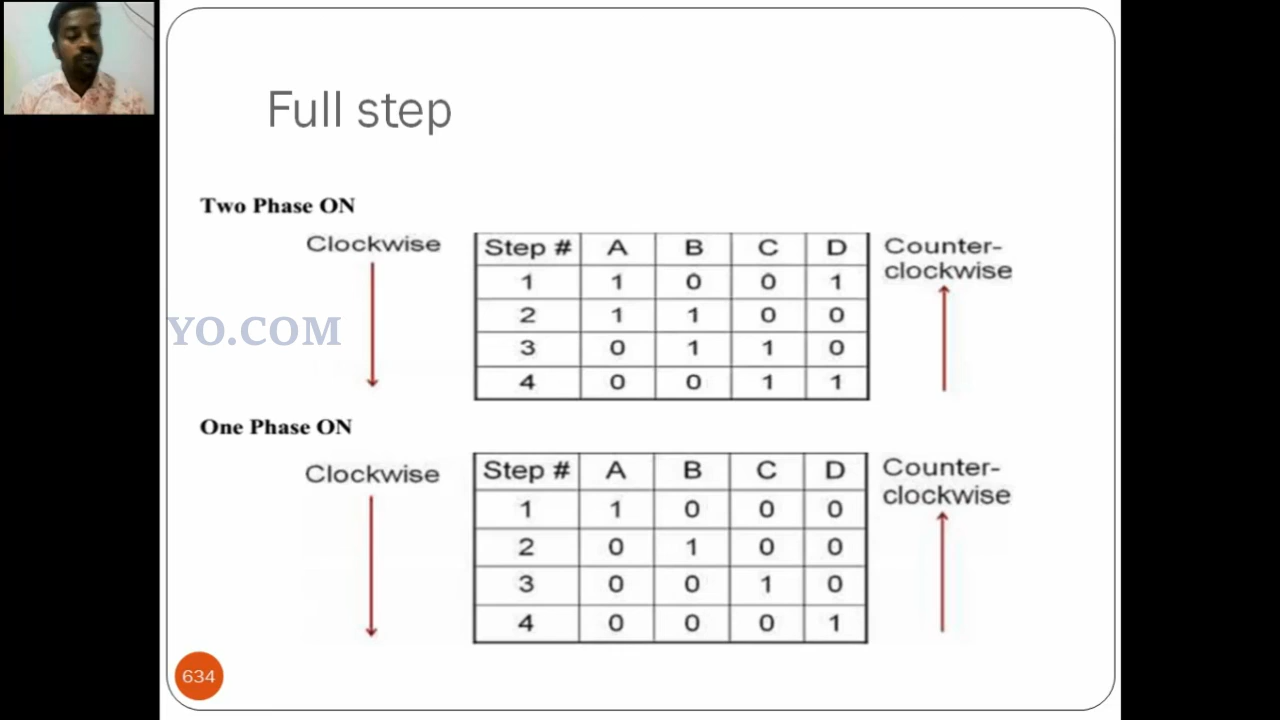 Full step
Two Phase ON
Clockwise
Step # A B C D
1 1 0 0 1
2 1 1 0 0
3 0 1 1 0
4 0 0 1 1
Counter-
clockwise
YO.COM
One Phase ON
Clockwise
Step # A B C D
1 1 0 0 0
2 0 1 0 0
3 0 0 1 0
4 0 0 0 1
Counter-
clockwise
634